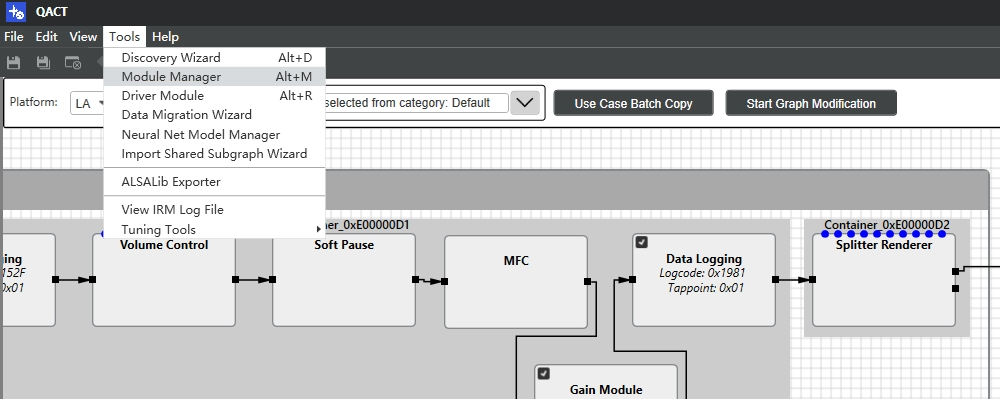 QACT
File Edit View Tools Help
Discovery Wizard Alt+D
Module Manager Alt+M
Driver Module Alt+R
Data Migration Wizard
Neural Net Model Manager
Import Shared Subgraph Wizard
ALSALib Exporter
View IRM Log File
Tuning Tools
Platform: LA selected from category: Default Use Case Batch Copy Start Graph Modification
ner_0xE00000D1
Container_0xE00000D2
ning
152F
0x01
Volume Control
Soft Pause
MFC
Data Logging
Logcode: 0x1981
Tappoint: 0x01
Splitter Renderer
Gain Module